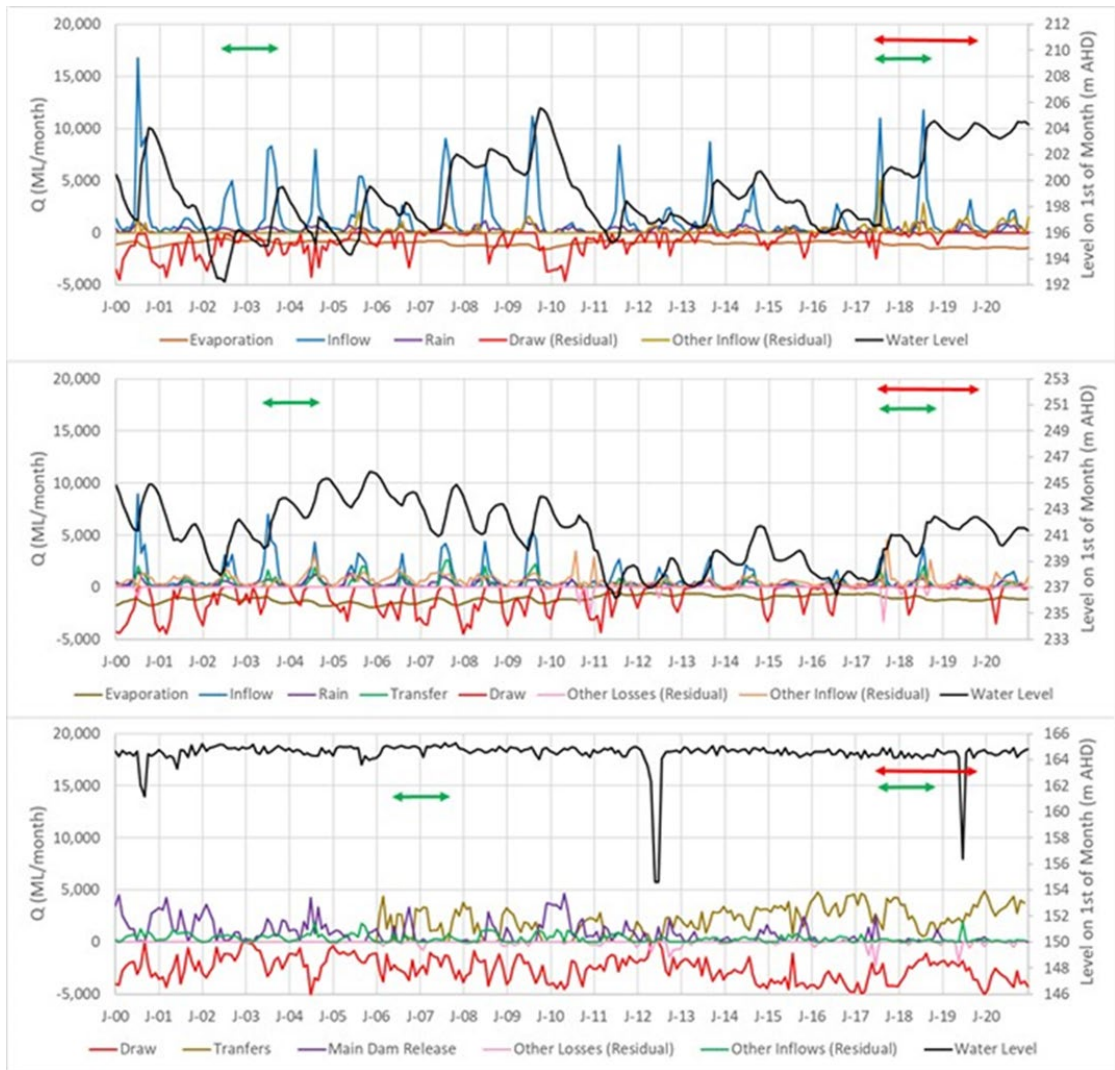 20,000 212
210
15,000 208
206
10,000 204
202
5,000 200
198
0 196
194
-5,000 192
Q (ML/month)
Level on 1st of Month (m AHD)
J-00 J-01 J-02 J-03 J-04 J-05 J-06 J-07 J-08 J-09 J-10 J-11 J-12 J-13 J-14 J-15 J-16 J-17 J-18 J-19 J-20
Evaporation Inflow Rain Draw (Residual) Other Inflow (Residual) Water Level
20,000 253
251
15,000 249
247
10,000 245
243
5,000 241
239
0 237
235
-5,000 233
Q (ML/month)
Level on 1st of Month (m AHD)
J-00 J-01 J-02 J-03 J-04 J-05 J-06 J-07 J-08 J-09 J-10 J-11 J-12 J-13 J-14 J-15 J-16 J-17 J-18 J-19 J-20
Evaporation Inflow Rain Transfer Draw Other Losses (Residual) Other Inflow (Residual) Water Level
20,000 166
164
15,000 162
160
10,000 158
156
5,000 154
152
0 150
148
-5,000 146
Q (ML/month)
Level on 1st of Month (m AHD)
J-00 J-01 J-02 J-03 J-04 J-05 J-06 J-07 J-08 J-09 J-10 J-11 J-12 J-13 J-14 J-15 J-16 J-17 J-18 J-19 J-20
Draw Tranfers Main Dam Release Other Losses (Residual) Other Inflows (Residual) Water Level